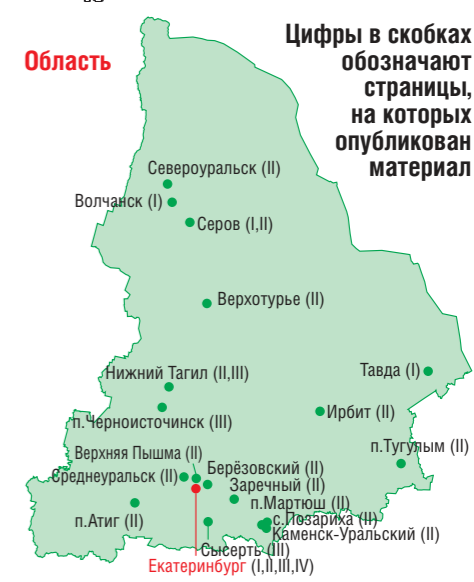 Область
Цифры в скобках
обозначают
страницы,
на которых
опубликован
материал
Североуральск (II)
Волчанск (I)
Серов (I,II)
Верхотурье (II)
Тавда (I)
Нижний Тагил (II,III)
п.Черноисточинск (III)
Ирбит (II)
п.Тугулым (II)
Верхняя Пышма (II)
Берёзовский (II)
Среднеуральск (II)
Заречный (II)
п.Мартюш (II)
п.Атиг (II)
с.Позариха (II)
Каменск-Уральский (II)
Сысерть (III)
Екатеринбург (I,II,III,IV)